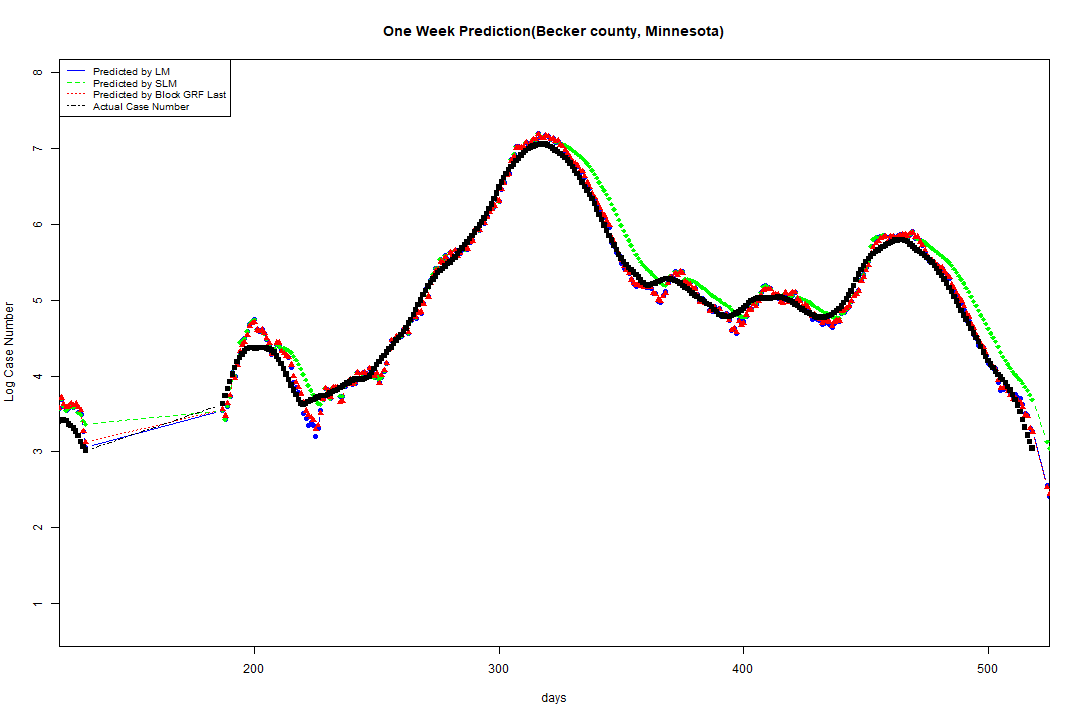 One Week Prediction(Becker county, Minnesota)
Predicted by LM
Predicted by SLM
Predicted by Block GRF Last
Actual Case Number
8
7
6
5
4
3
2
1
Log Case Number
200 300 400 500
days